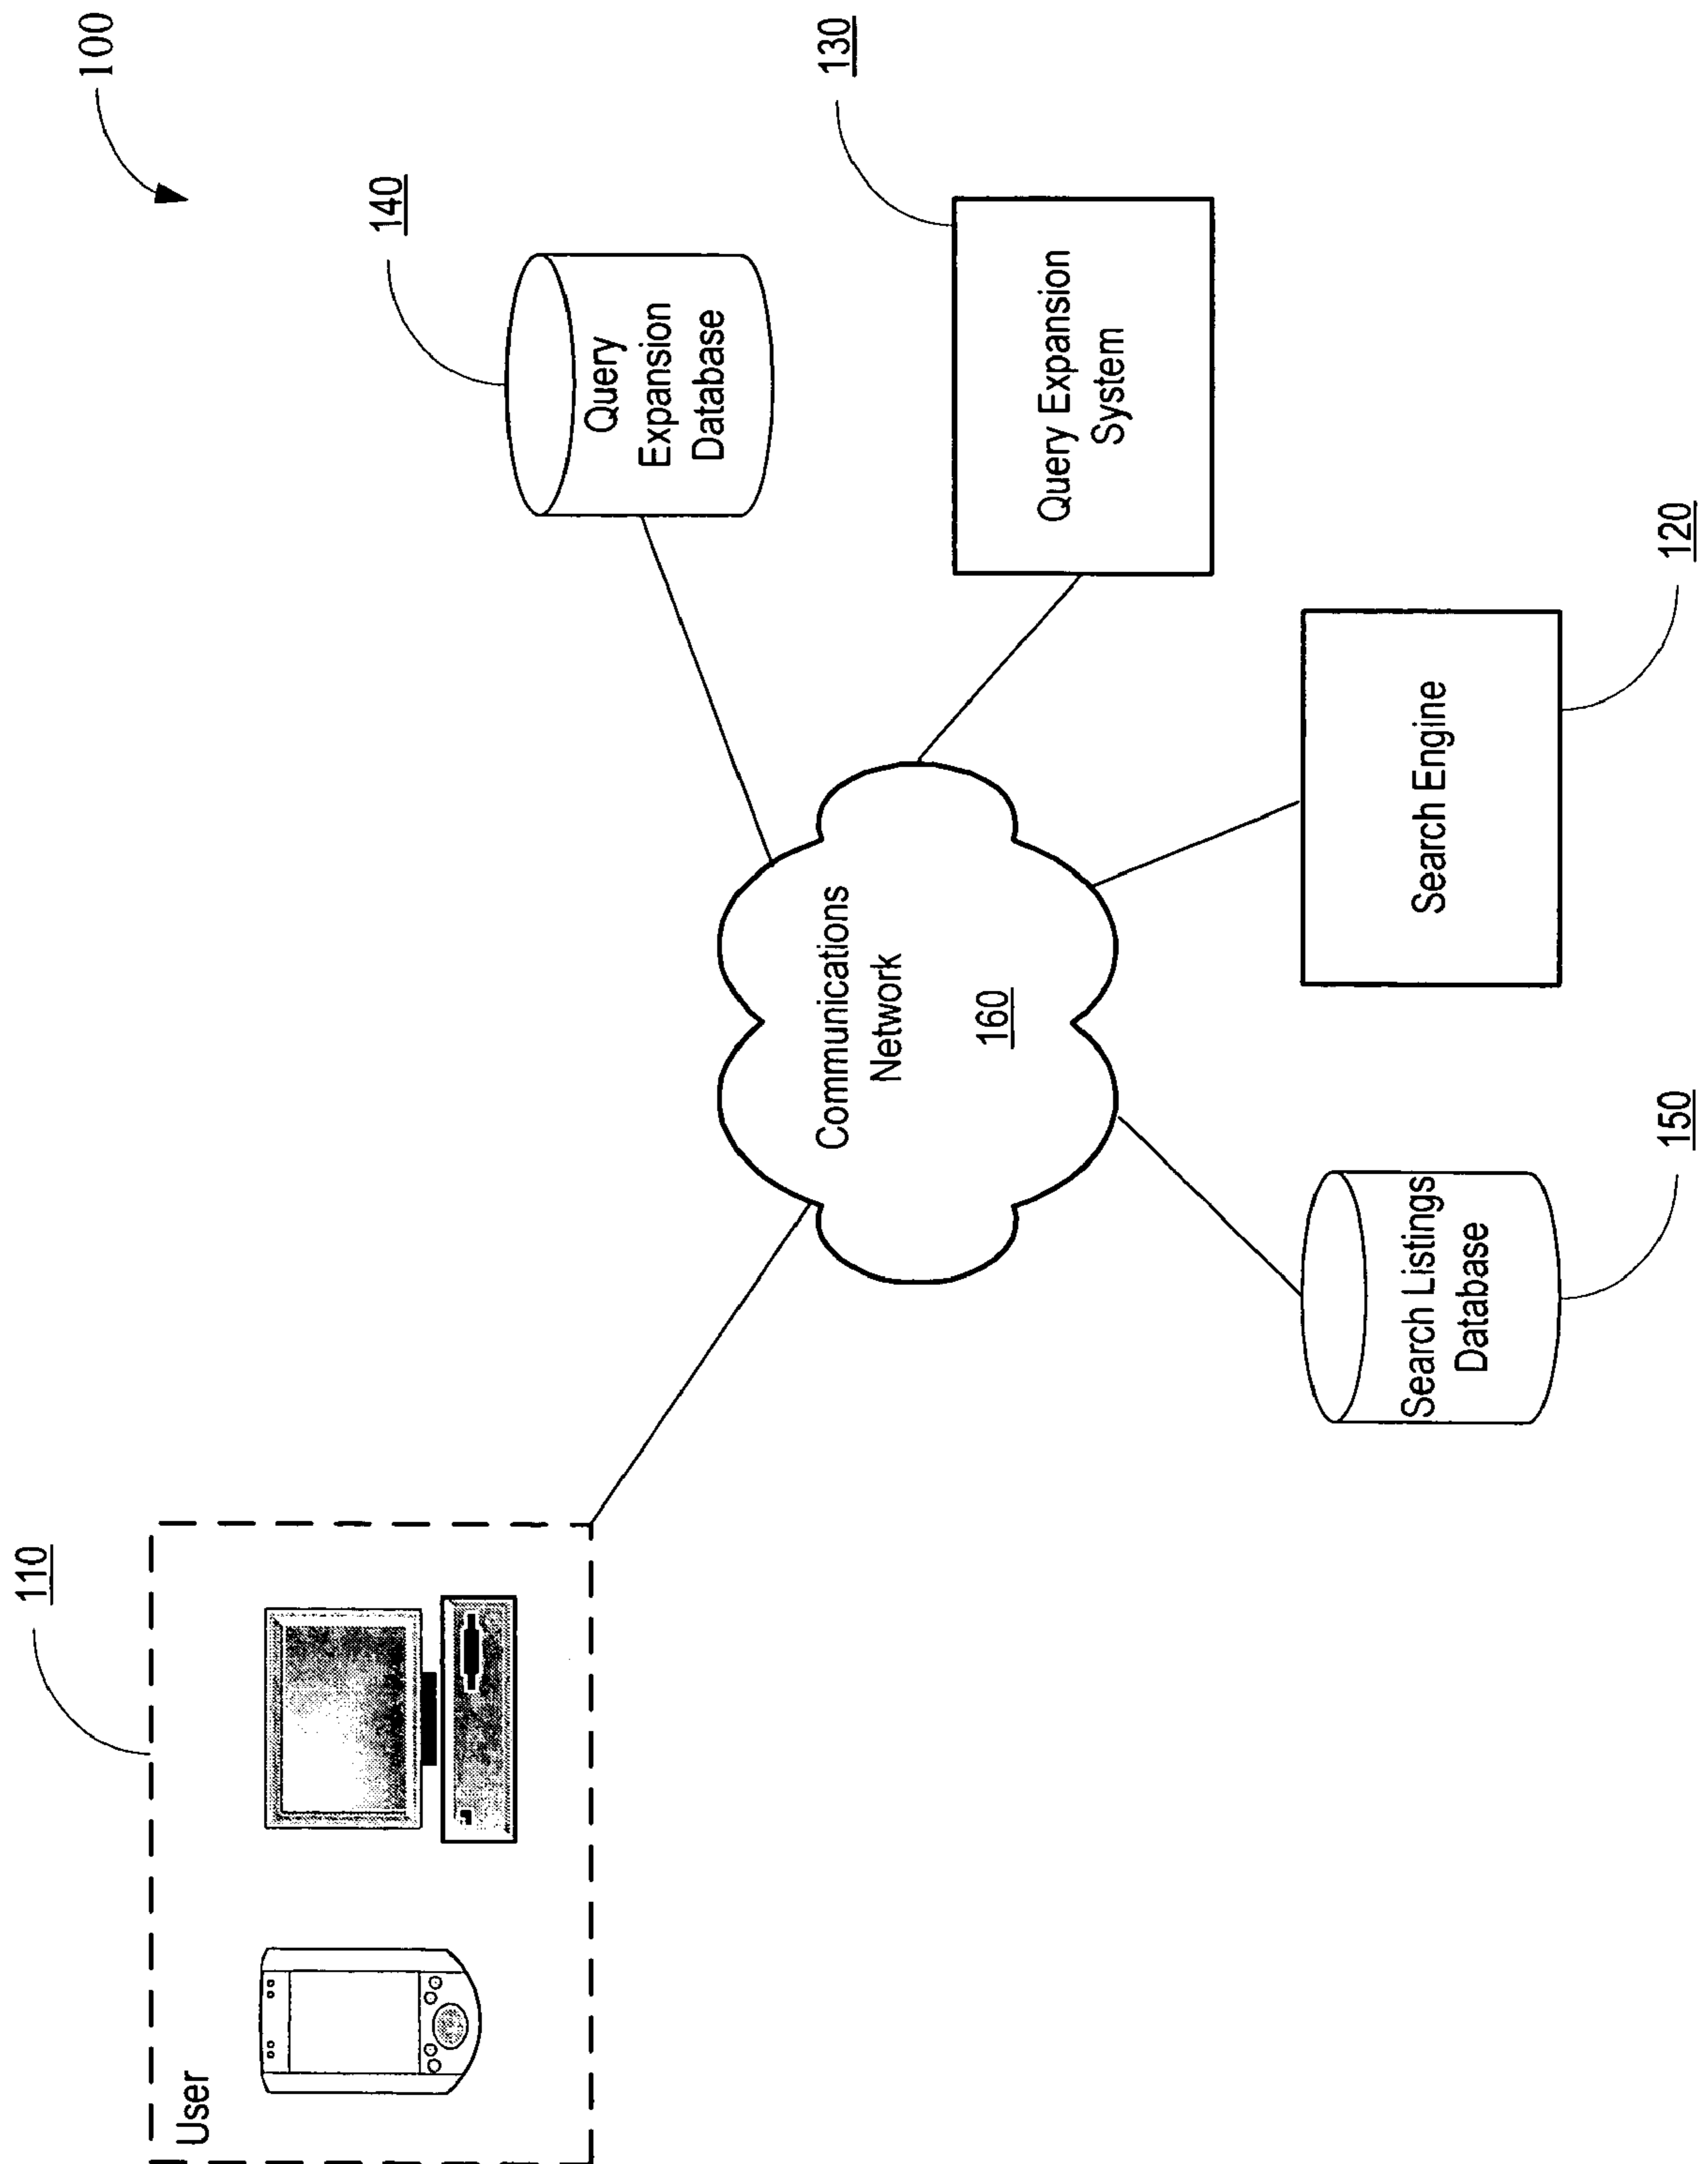 100
110
User
140
Query
Expansion
Database
130
Query Expansion
System
Communications
Network
160
Search Engine
120
Search Listings
Database
150